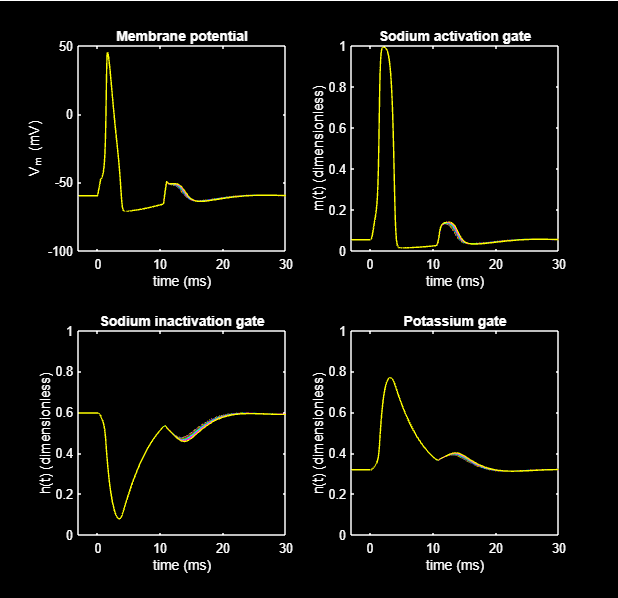 Membrane potential
50
0
-50
-100
V_m (mV)
0 10 20 30
time (ms)
Sodium activation gate
1
0.8
0.6
0.4
0.2
0
m(t) (dimensionless)
0 10 20 30
time (ms)
Sodium inactivation gate
1
0.8
0.6
0.4
0.2
0
h(t) (dimensionless)
0 10 20 30
time (ms)
Potassium gate
1
0.8
0.6
0.4
0.2
0
n(t) (dimensionless)
0 10 20 30
time (ms)